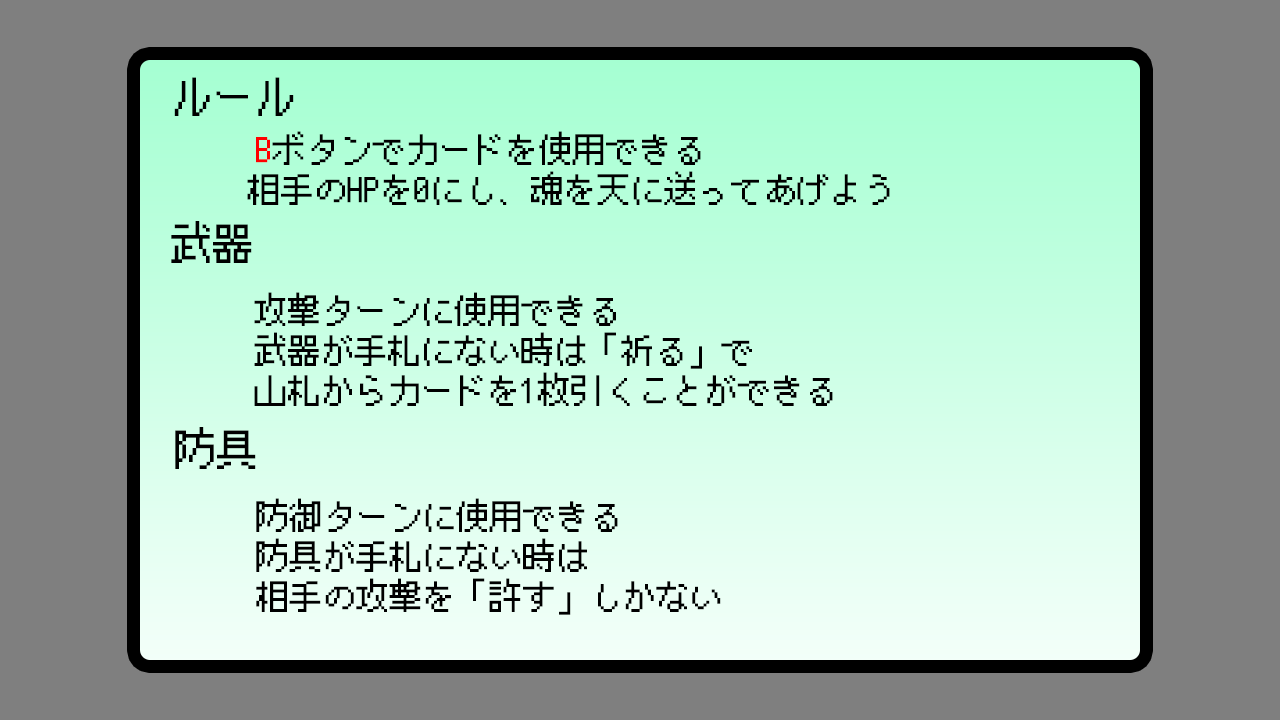 ルール
Bボタンでカードを使用できる
相手のHPを0にし、魂を天に送ってあげよう
武器
攻撃ターンに使用できる
武器が手札にない時は「祈る」で
山札からカードを1枚引くことができる
防具
防御ターンに使用できる
防具が手札にない時は
相手の攻撃を「許す」しかない